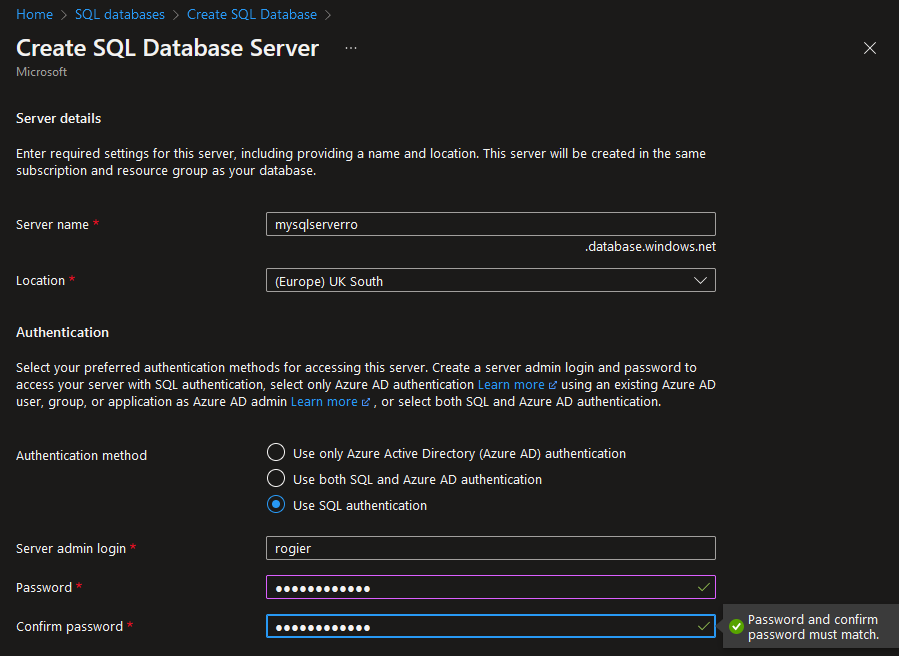 Home > SQL databases > Create SQL Database >
Create SQL Database Server ...
Microsoft
Server details
Enter required settings for this server, including providing a name and location. This server will be created in the same
subscription and resource group as your database.
Server name *
mysqlserverro
.database.windows.net
Location *
(Europe) UK South
Authentication
Select your preferred authentication methods for accessing this server. Create a server admin login and password to
access your server with SQL authentication, select only Azure AD authentication Learn more using an existing Azure AD
user, group, or application as Azure AD admin Learn more , or select both SQL and Azure AD authentication.
Authentication method
Use only Azure Active Directory (Azure AD) authentication
Use both SQL and Azure AD authentication
Use SQL authentication
Server admin login *
rogier
Password *
●●●●●●●●●●●●
Confirm password *
●●●●●●●●●●●●
Password and confirm
password must match.